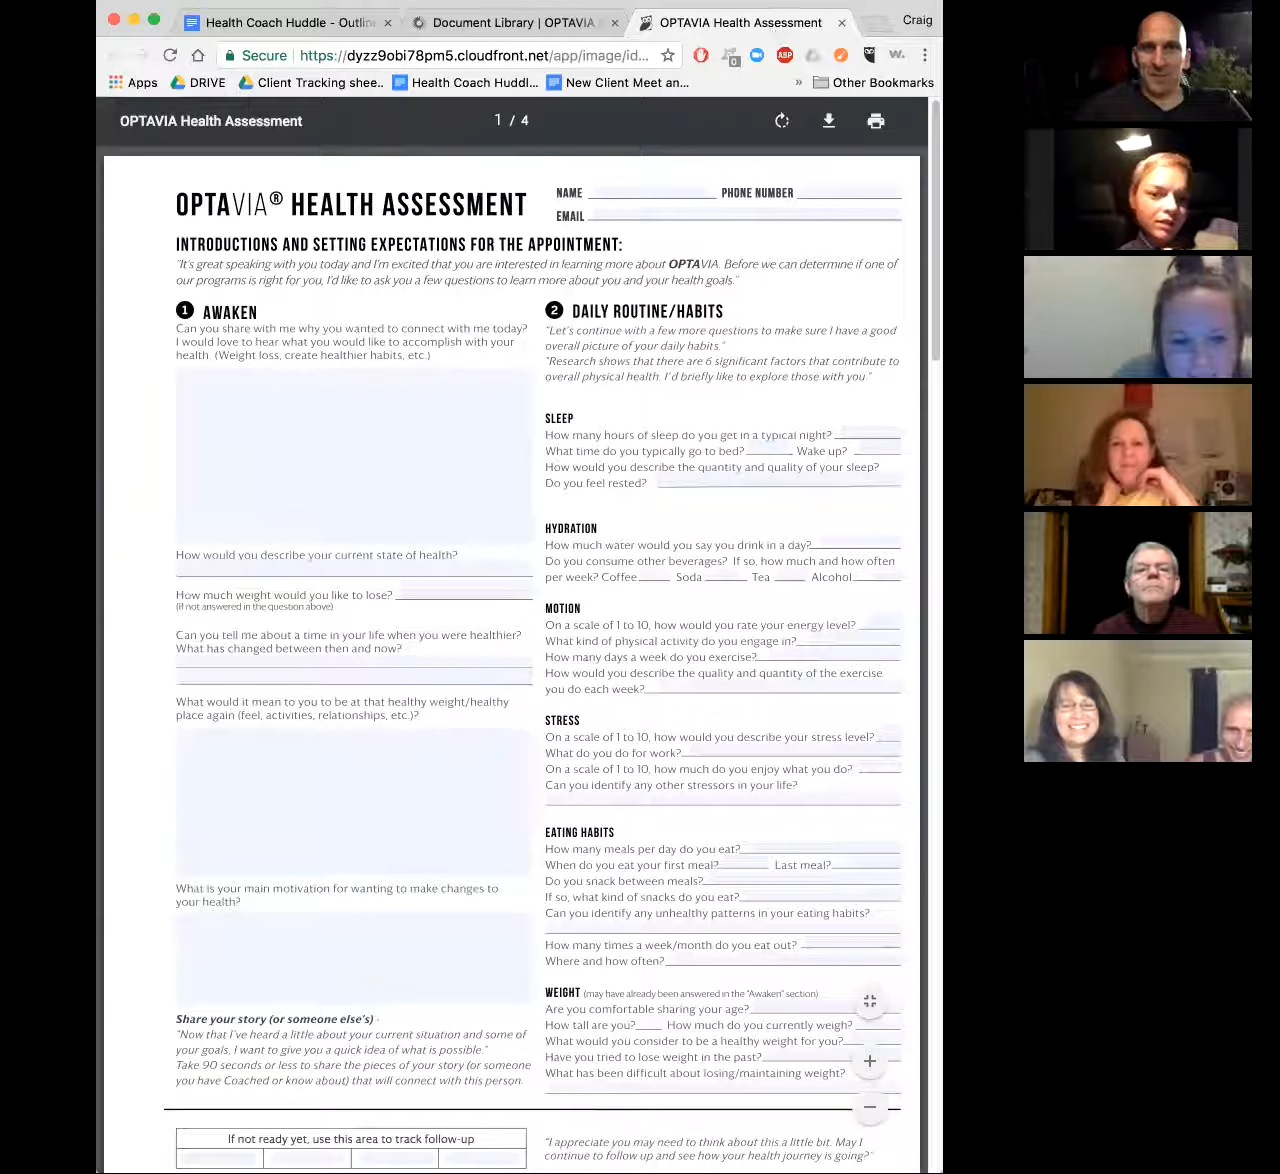 Health Coach Huddle - Outlin
Document Library | OPTAVIA
OPTAVIA Health Assessment
Craig
Secure
https://dyzz9obi78pm5.cloudfront.net/app/image/id...
0
ABP
w.
Apps
DRIVE
Client Tracking shee..
Health Coach Huddl...
New Client Meet an...
»
Other Bookmarks
OPTAVIA Health Assessment
1 / 4
OPTAVIA® HEALTH ASSESSMENT
NAME
PHONE NUMBER
EMAIL
INTRODUCTIONS AND SETTING EXPECTATIONS FOR THE APPOINTMENT:
"It's great speaking with you today and I'm excited that you are interested in learning more about OPTAVIA. Before we can determine if one of
our programs is right for you, I'd like to ask you a few questions to learn more about you and your health goals."
1 AWAKEN
Can you share with me why you wanted to connect with me today?
I would love to hear what you would like to accomplish with your
health. (Weight loss, create healthier habits, etc.)
How would you describe your current state of health?
How much weight would you like to lose?
(if not answered in the question above)
Can you tell me about a time in your life when you were healthier?
What has changed between then and now?
What would it mean to you to be at that healthy weight/healthy
place again (feel, activities, relationships, etc.)?
What is your main motivation for wanting to make changes to
your health?
Share your story (or someone else's) -
"Now that I've heard a little about your current situation and some of
your goals, I want to give you a quick idea of what is possible."
Take 90 seconds or less to share the pieces of your story (or someone
you have Coached or know about) that will connect with this person.
2 DAILY ROUTINE/HABITS
"Let's continue with a few more questions to make sure I have a good
overall picture of your daily habits."
"Research shows that there are 6 significant factors that contribute to
overall physical health. I'd briefly like to explore those with you."
SLEEP
How many hours of sleep do you get in a typical night?
What time do you typically go to bed? Wake up?
How would you describe the quantity and quality of your sleep?
Do you feel rested?
HYDRATION
How much water would you say you drink in a day?
Do you consume other beverages? If so, how much and how often
per week? Coffee Soda Tea Alcohol
MOTION
On a scale of 1 to 10, how would you rate your energy level?
What kind of physical activity do you engage in?
How many days a week do you exercise?
How would you describe the quality and quantity of the exercise
you do each week?
STRESS
On a scale of 1 to 10, how would you describe your stress level?
What do you do for work?
On a scale of 1 to 10, how much do you enjoy what you do?
Can you identify any other stressors in your life?
EATING HABITS
How many meals per day do you eat?
When do you eat your first meal? Last meal?
Do you snack between meals?
If so, what kind of snacks do you eat?
Can you identify any unhealthy patterns in your eating habits?
How many times a week/month do you eat out?
Where and how often?
WEIGHT (may have already been answered in the "Awaken" section)
Are you comfortable sharing your age?
How tall are you? How much do you currently weigh?
What would you consider to be a healthy weight for you?
Have you tried to lose weight in the past?
What has been difficult about losing/maintaining weight?
If not ready yet, use this area to track follow-up
"I appreciate you may need to think about this a little bit. May I
continue to follow up and see how your health journey is going?"